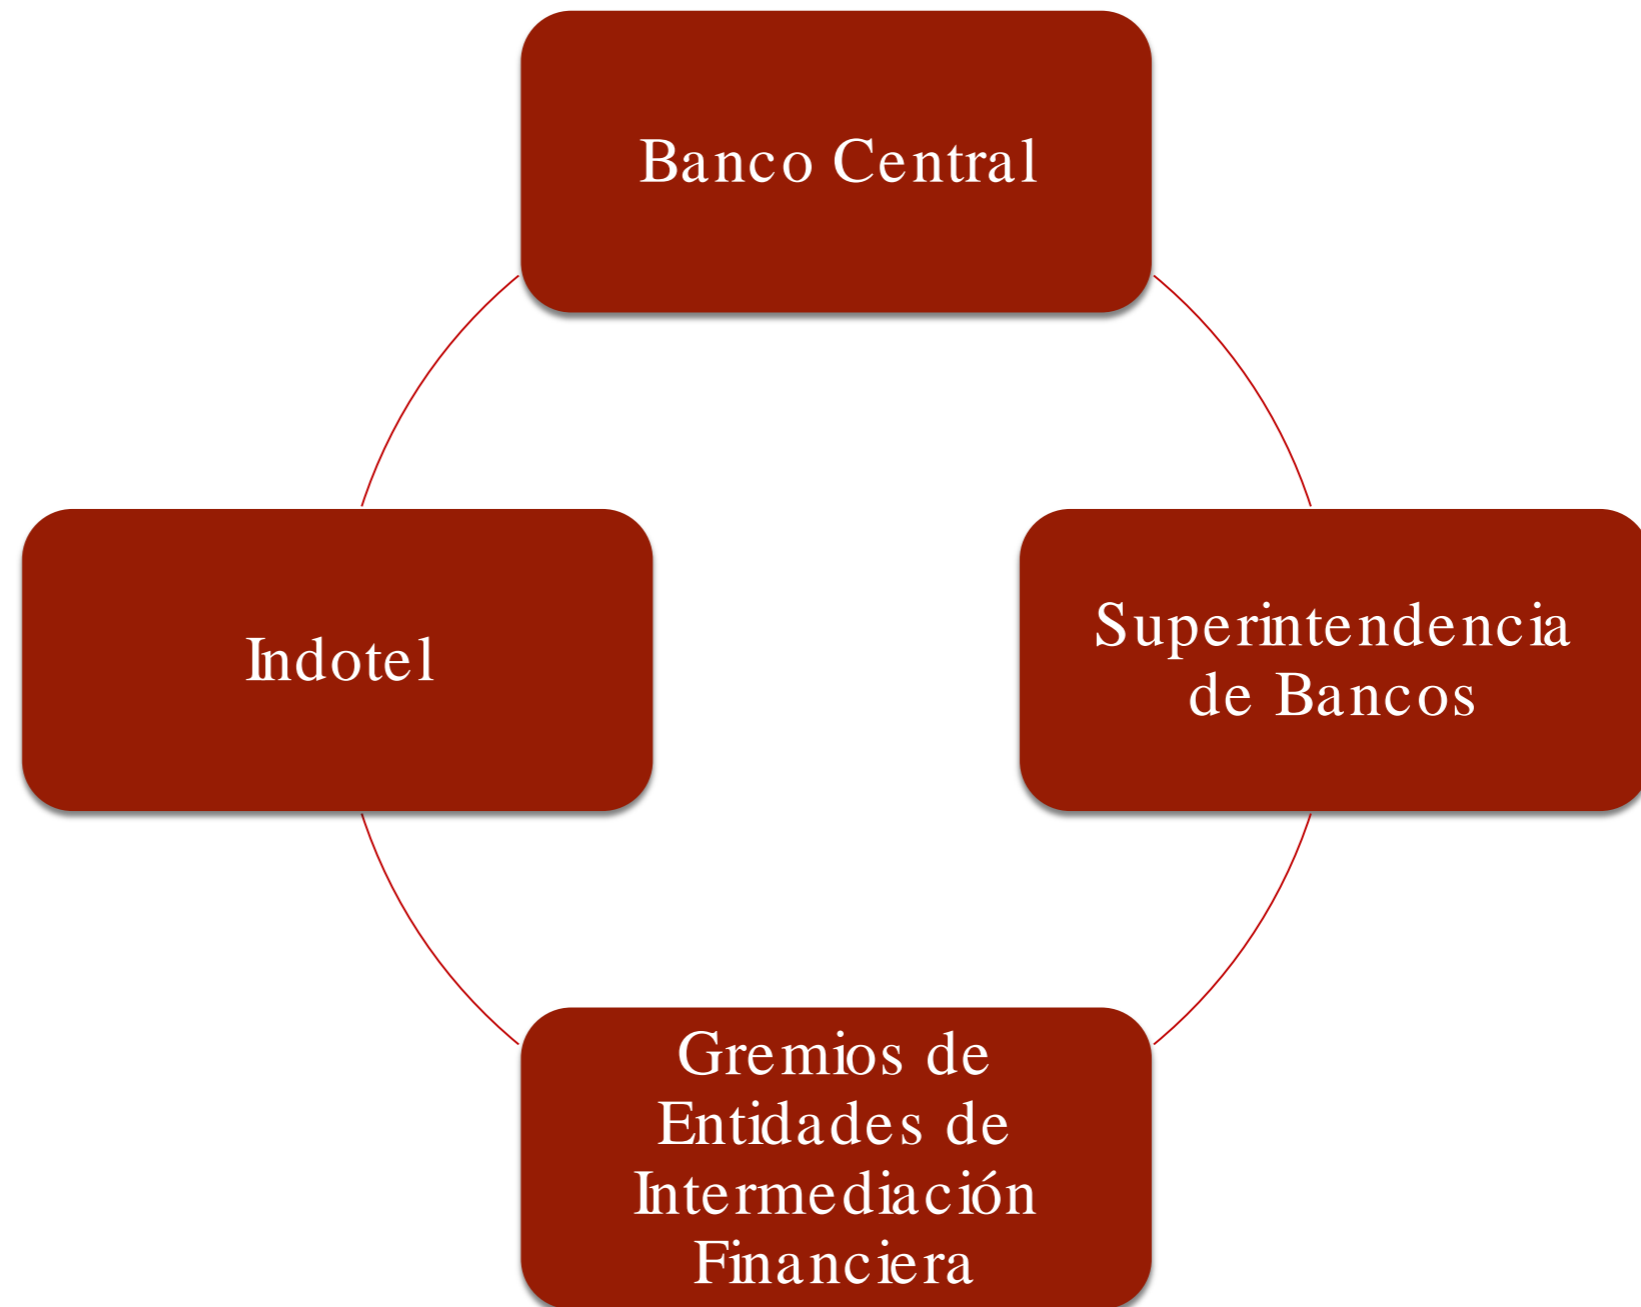 Banco Central
Indotel
Superintendencia
de Bancos
Gremios de
Entidades de
Intermediación
Financiera